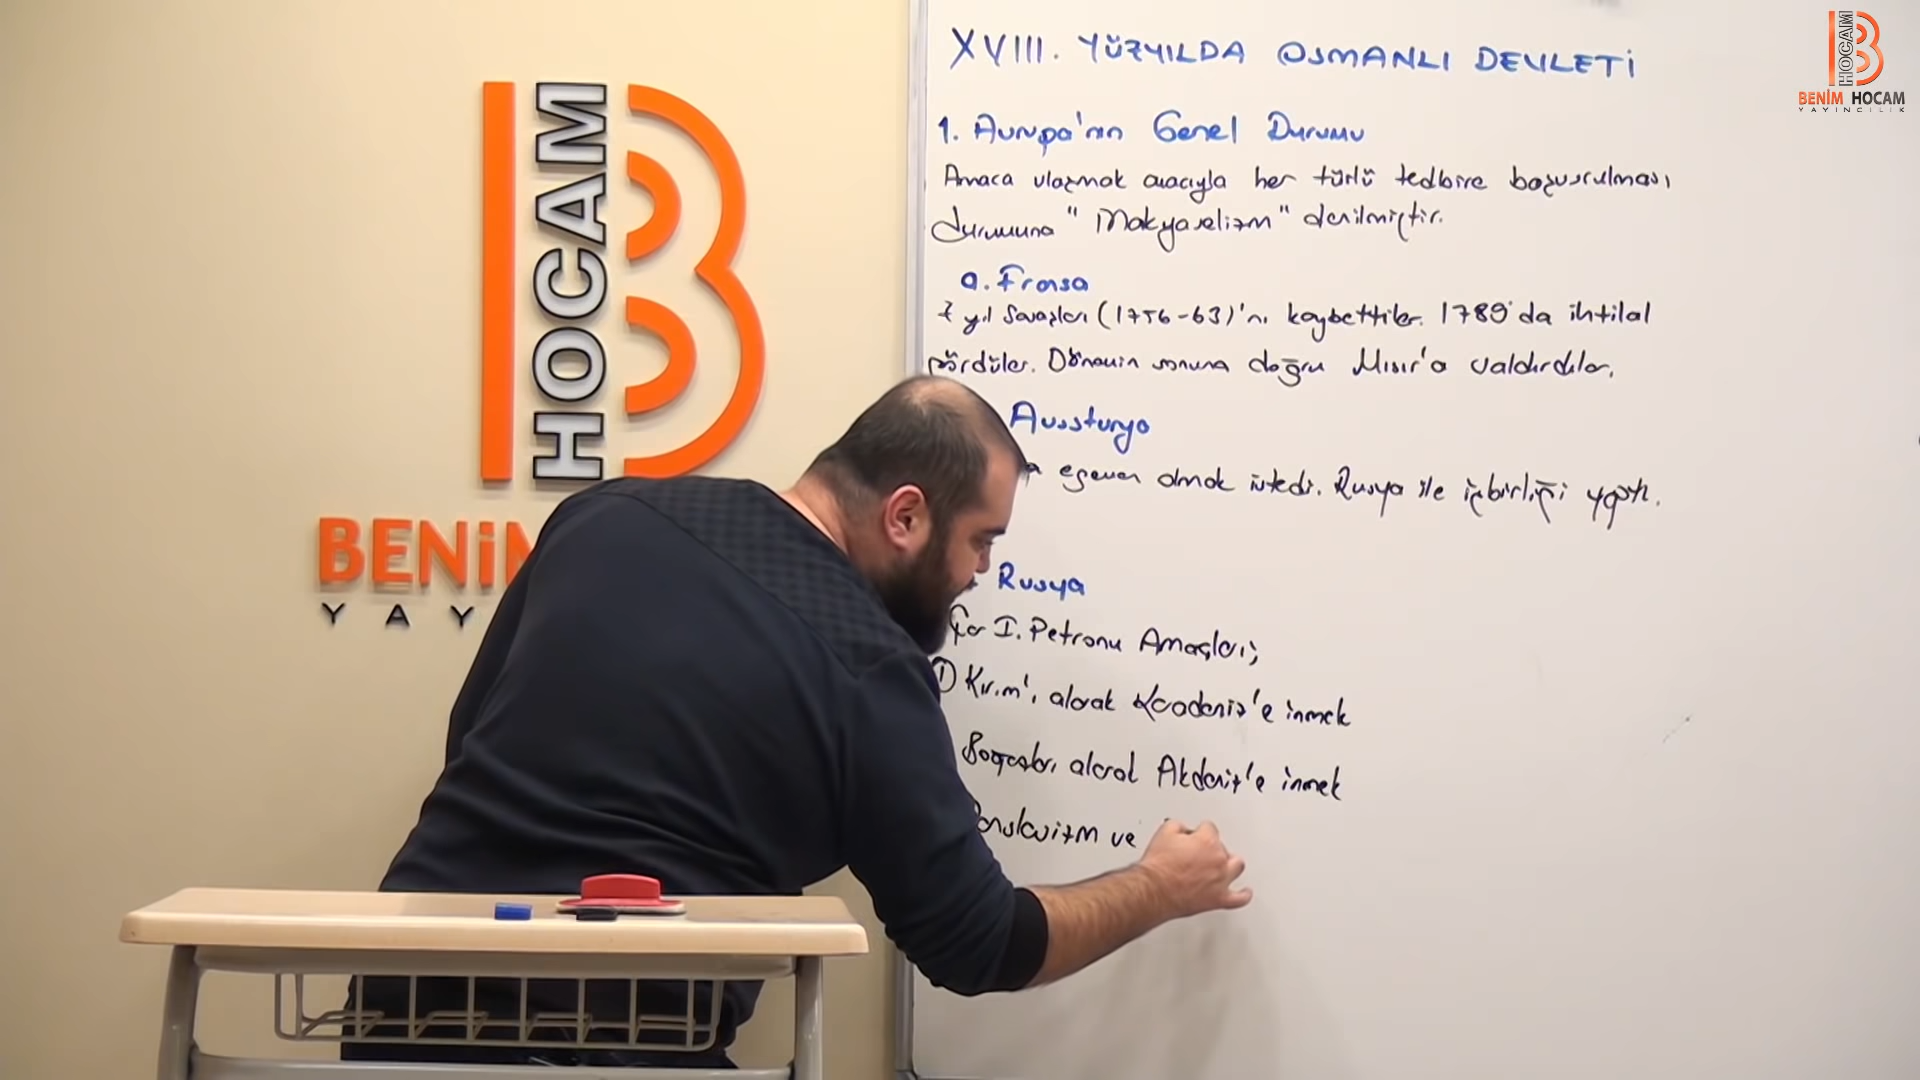 HOCAM
BENİM
YAY
XVIII. YÜZYILDA OSMANLI DEVLETİ
1. Avrupa'nın Genel Durumu
Amaca ulaşmak amacıyla her türlü tedbire başvurulması
durumuna "Makyavelizm" denilmiştir.
a. Fransa
7 yıl Savaşları (1756-63)'nı kaybettiler. 1789'da ihtilal
gördüler. Dönemin sonuna doğru Mısır'a saldırdılar.
Avusturya
egemen olmak istedi. Rusya ile işbirliği yaptı.
Rusya
Çar I. Petronu Amaçları;
① Kırım'ı alarak Karadeniz'e inmek
Boğazları alarak Akdeniz'e inmek
Panslavizm ve
HOCAM
BENİM HOCAM
YAYINCILIK